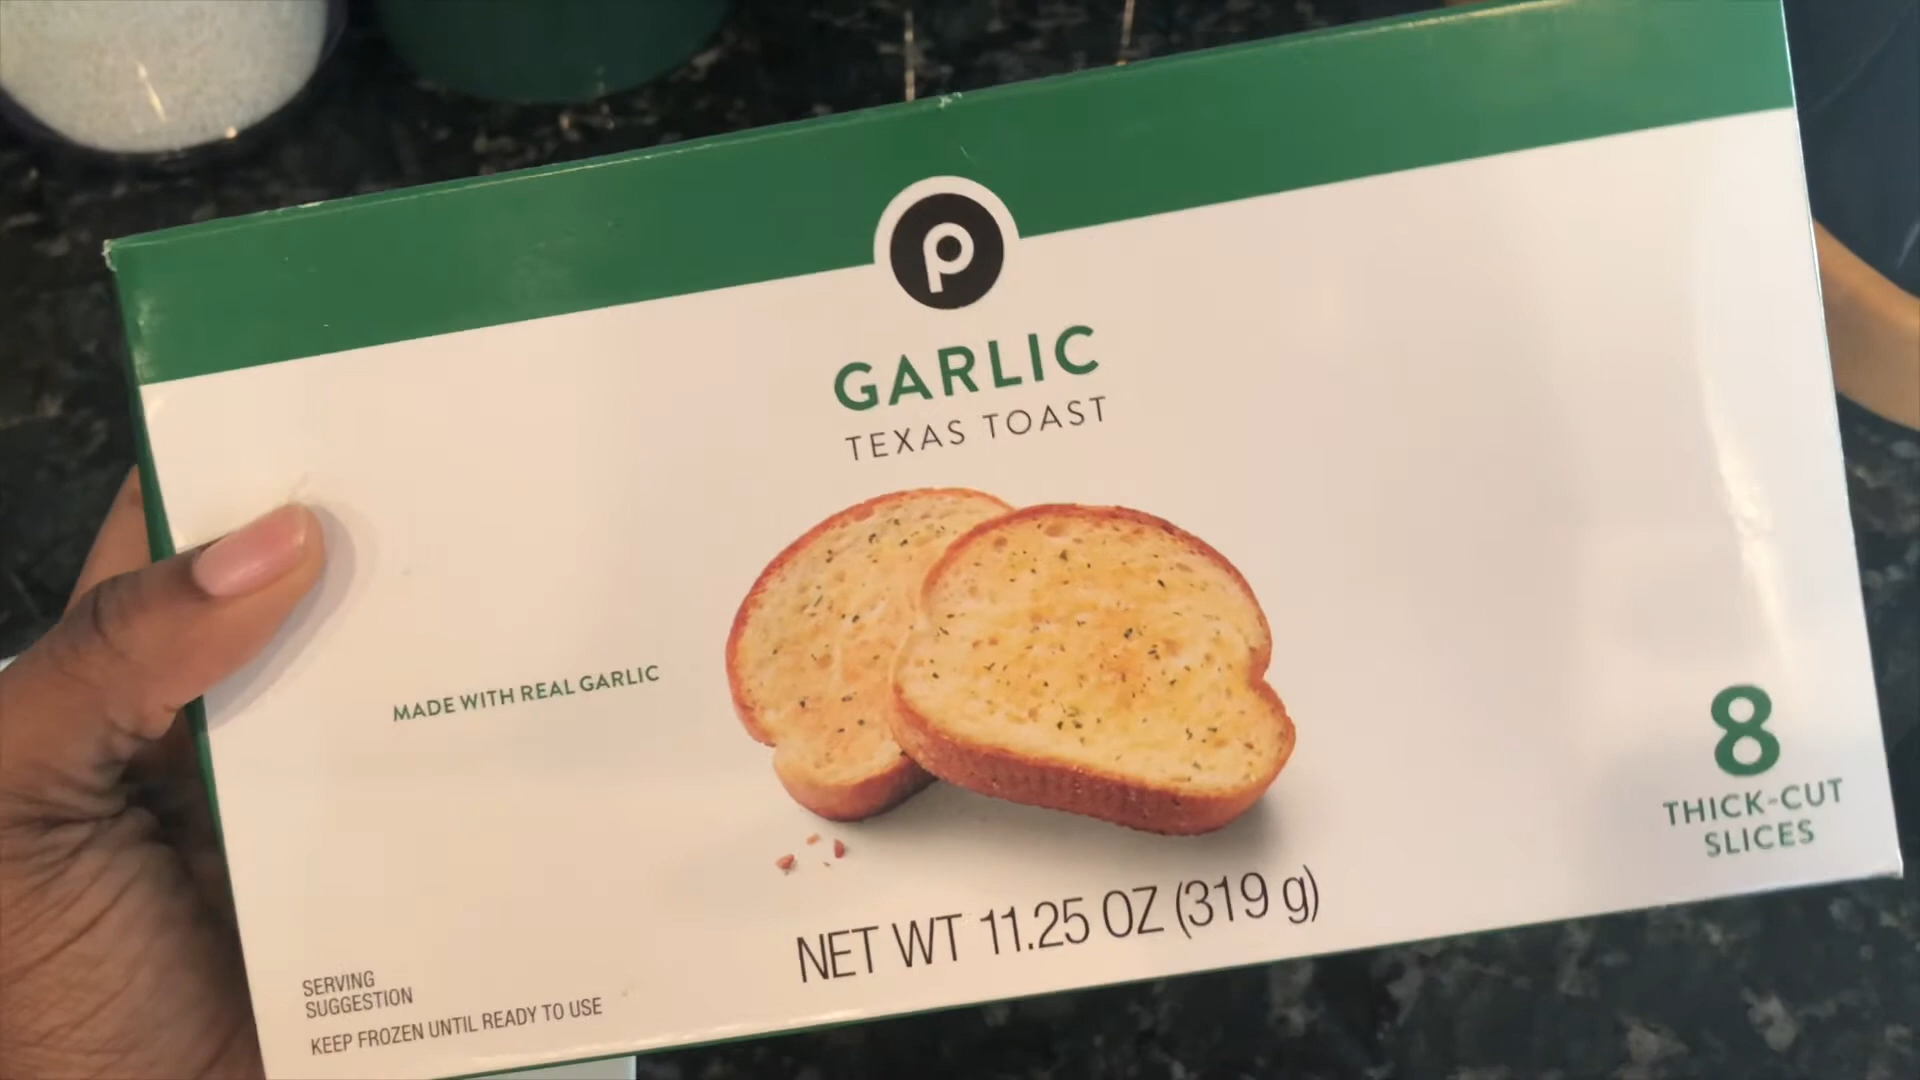 p
GARLIC
TEXAS TOAST
MADE WITH REAL GARLIC
8
THICK-CUT
SLICES
NET WT 11.25 OZ (319 g)
SERVING
SUGGESTION
KEEP FROZEN UNTIL READY TO USE